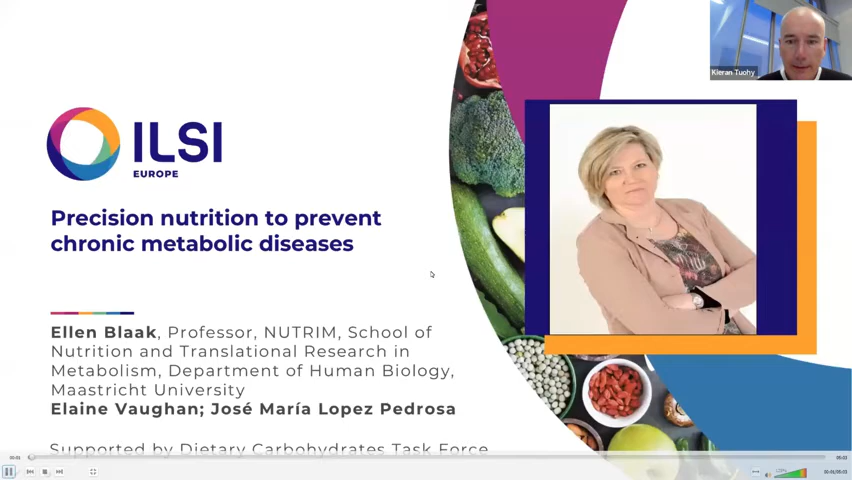 Kieran Tuohy
ILSI
EUROPE
Precision nutrition to prevent
chronic metabolic diseases
Ellen Blaak, Professor, NUTRIM, School of
Nutrition and Translational Research in
Metabolism, Department of Human Biology,
Maastricht University
Elaine Vaughan; José María Lopez Pedrosa
Supported by Dietary Carbohydrates Task Force